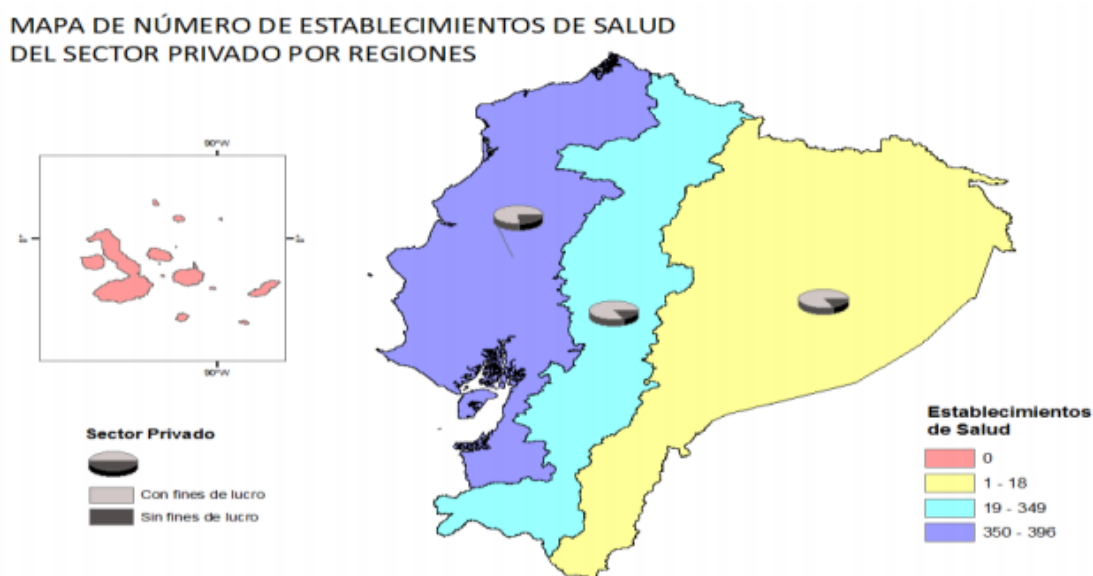 MAPA DE NÚMERO DE ESTABLECIMIENTOS DE SALUD
DEL SECTOR PRIVADO POR REGIONES
90°W
90°W
Sector Privado
Con fines de lucro
Sin fines de lucro
Establecimientos
de Salud
0
1 - 18
19 - 349
350 - 396